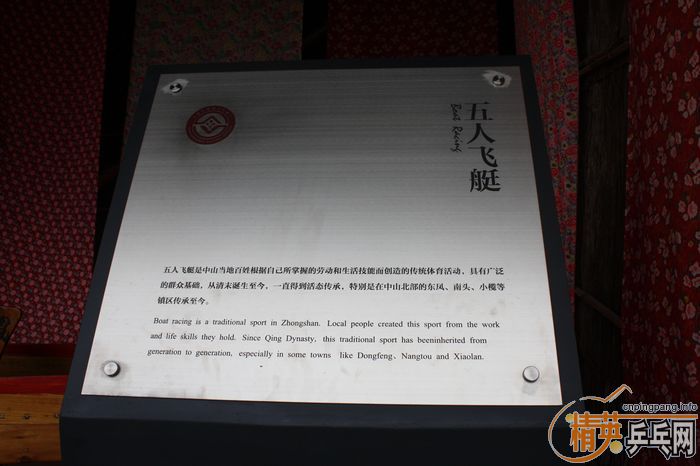 五人飞艇
Boat Racing
五人飞艇是中山当地百姓根据自己所掌握的劳动和生活技能而创造的传统体育活动，具有广泛
的群众基础，从清末诞生至今，一直得到活态传承，特别是在中山北部的东凤、南头、小榄等
镇区传承至今。
Boat racing is a traditional sport in Zhongshan. Local people created this sport from the work
and life skills they hold. Since Qing Dynasty, this traditional sport has beeninherited from
generation to generation, especially in some towns like Dongfeng, Nangtou and Xiaolan.
cnpingpang.info
精英乒乓网